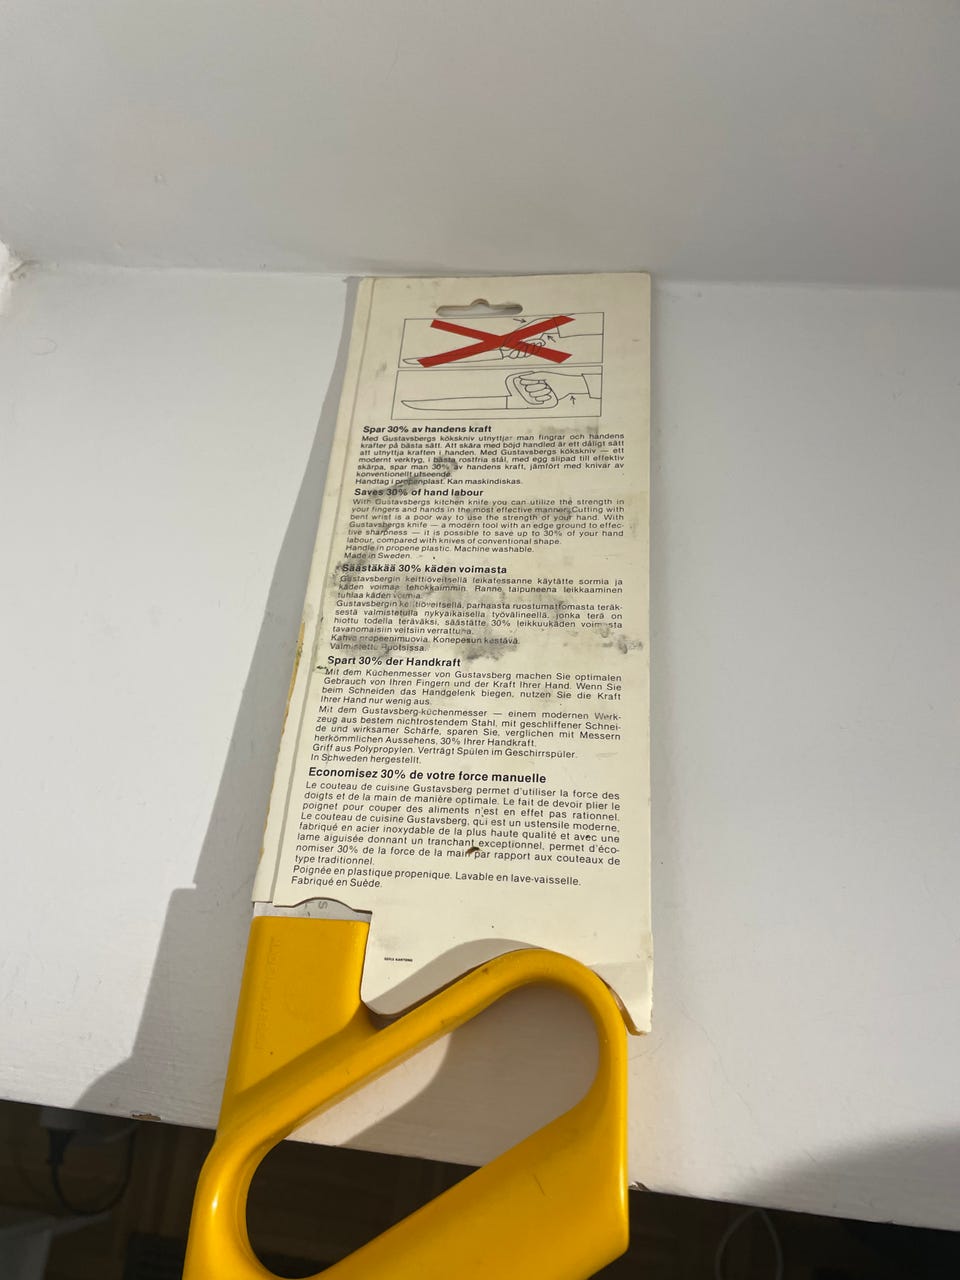 Spar 30% av handens kraft
Med Gustavsbergs kökskniv utnyttjar man fingrar och handens
krafter på bästa sätt. Att skära med böjd handled är ett dåligt sätt
att utnyttja kraften i handen. Med Gustavsbergs kökskniv — ett
modernt verktyg, i bästa rostfria stål, med egg slipad till effektiv
skärpa, spar man 30% av handens kraft, jämfört med knivar av
konventionellt utseende.
Handtag i propenplast. Kan maskindiskas.
Saves 30% of hand labour
With Gustavsbergs kitchen knife you can utilize the strength in
your fingers and hands in the most effective manner. Cutting with
bent wrist is a poor way to use the strength of your hand. With
Gustavsbergs knife — a modern tool with an edge ground to effec-
tive sharpness — it is possible to save up to 30% of your hand
labour, compared with knives of conventional shape.
Handle in propene plastic. Machine washable.
Made in Sweden.
Säästäkää 30% käden voimasta
Gustavsbergin keittiöveitsellä leikatessanne käytätte sormia ja
käden voimaa tehokkaimmin. Ranne taipuneena leikkaaminen
tuhlaa käden voimia.
Gustavsbergin keittiöveitsellä, parhaasta ruostumattomasta teräk-
sestä valmistetulla nykyaikaisella työvälineellä, jonka terä on
hiottu todella teräväksi, säästätte 30% leikkuukäden voimasta
tavanomaisiin veitsiin verrattuna.
Kahva propeenimuovia. Konepesun kestävä.
Valmistettu Ruotsissa.
Spart 30% der Handkraft
Mit dem Küchenmesser von Gustavsberg machen Sie optimalen
Gebrauch von Ihren Fingern und der Kraft Ihrer Hand. Wenn Sie
beim Schneiden das Handgelenk biegen, nutzen Sie die Kraft
Ihrer Hand nur wenig aus.
Mit dem Gustavsberg-küchenmesser — einem modernen Werk-
zeug aus bestem nichtrostendem Stahl, mit geschliffener Schnei-
de und wirksamer Schärfe, sparen Sie, verglichen mit Messern
herkömmlichen Aussehens, 30% Ihrer Handkraft.
Griff aus Polypropylen. Verträgt Spülen im Geschirrspüler.
In Schweden hergestellt.
Economisez 30% de votre force manuelle
Le couteau de cuisine Gustavsberg permet d'utiliser la force des
doigts et de la main de manière optimale. Le fait de devoir plier le
poignet pour couper des aliments n'est en effet pas rationnel.
Le couteau de cuisine Gustavsberg, qui est un ustensile moderne,
fabriqué en acier inoxydable de la plus haute qualité et avec une
lame aiguisée donnant un tranchant exceptionnel, permet d'éco-
nomiser 30% de la force de la main par rapport aux couteaux de
type traditionnel.
Poignée en plastique propenique. Lavable en lave-vaisselle.
Fabriqué en Suède.